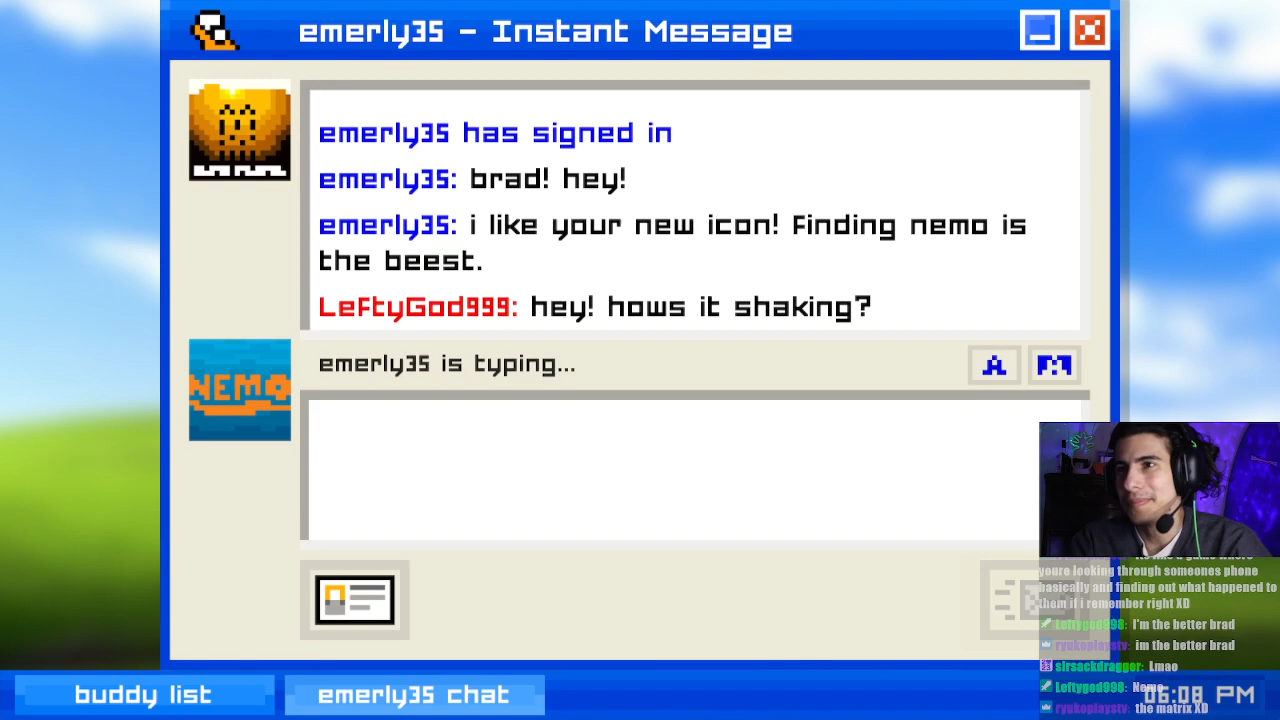 emerly35 - Instant Message
emerly35 has signed in
emerly35: brad! hey!
emerly35: i like your new icon! Finding nemo is
the beest.
LeftyGod999: hey! hows it shaking?
emerly35 is typing...
A
NEMO
youre looking through someones phone
basically and finding out what happened to
them if i remember right XD
Leftygod998: I'm the better brad
ryukoplaystv: im the better brad
sirsackdragger: Lmao
Leftygod998: Nemo
ryukoplaystv: the matrix XD
buddy list
emerly35 chat
06:08 PM